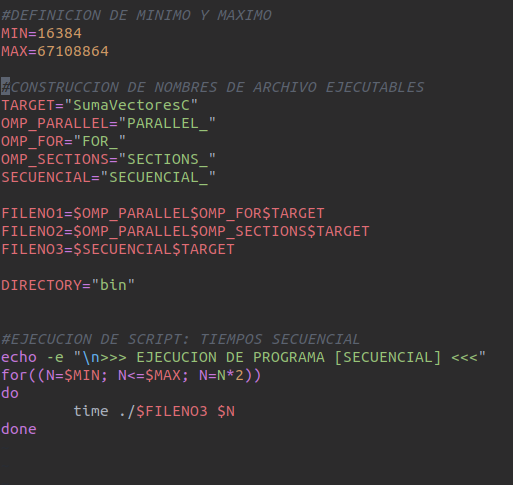 #DEFINICION DE MINIMO Y MAXIMO
MIN=16384
MAX=67108864
#CONSTRUCCION DE NOMBRES DE ARCHIVO EJECUTABLES
TARGET="SumaVectoresC"
OMP_PARALLEL="PARALLEL_"
OMP_FOR="FOR_"
OMP_SECTIONS="SECTIONS_"
SECUENCIAL="SECUENCIAL_"
FILENO1=$OMP_PARALLEL$OMP_FOR$TARGET
FILENO2=$OMP_PARALLEL$OMP_SECTIONS$TARGET
FILENO3=$SECUENCIAL$TARGET
DIRECTORY="bin"
#EJECUCION DE SCRIPT: TIEMPOS SECUENCIAL
echo -e "\n>>> EJECUCION DE PROGRAMA [SECUENCIAL] <<<"
for((N=$MIN; N<=$MAX; N=N*2))
do
        time ./$FILENO3 $N
done